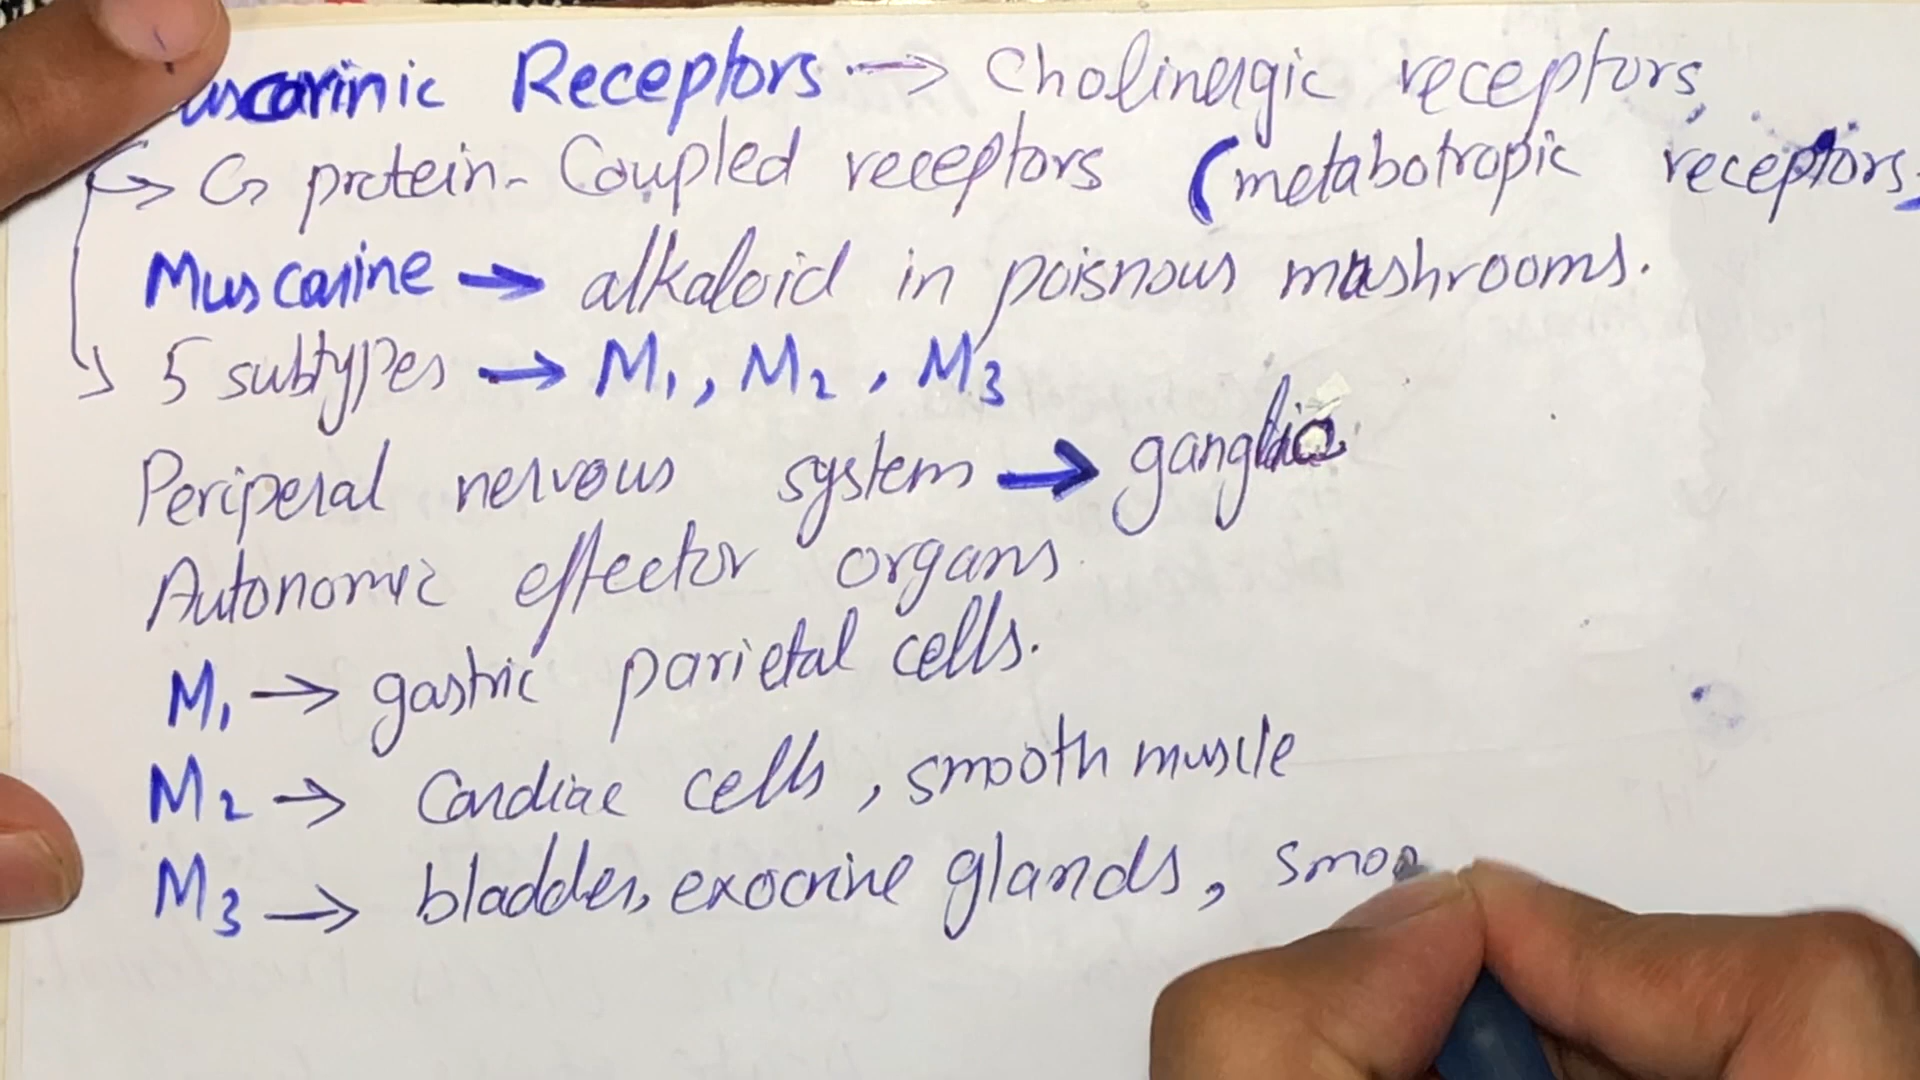 uscarinic Receptors → Cholinergic receptors,
↳ G protein- Coupled receptors (metabotropic receptors)
Muscarine → alkaloid in poisnous mushrooms.
↳ 5 subtypes → M1, M2, M3
Periperal nervous system → ganglia
Autonomic effector organs.
M1 → gastric parietal cells.
M2 → Cardiac cells, smooth muscle
M3 → bladder, exocrine glands, smoo